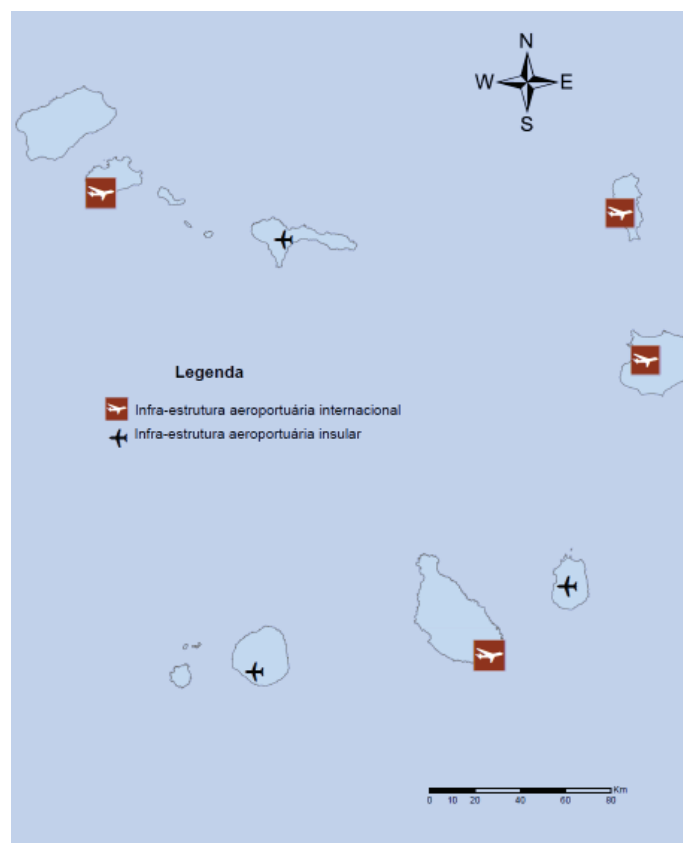 N
W E
S
Legenda
Infra-estrutura aeroportuária internacional
Infra-estrutura aeroportuária insular
Km
0 10 20 40 60 80